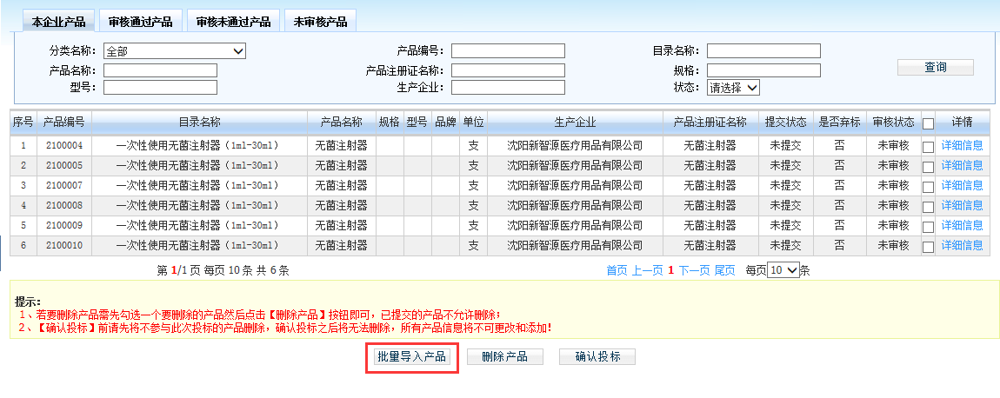 本企业产品 审核通过产品 审核未通过产品 未审核产品
分类名称： 全部 产品编号： 目录名称：
产品名称： 产品注册证名称： 规格： 查询
型号： 生产企业： 状态： 请选择
序号 产品编号 目录名称 产品名称 规格 型号 品牌 单位 生产企业 产品注册证名称 提交状态 是否弃标 审核状态 详情
1 2100004 一次性使用无菌注射器（1ml-30ml） 无菌注射器 支 沈阳新智源医疗用品有限公司 无菌注射器 未提交 否 未审核 详细信息
2 2100005 一次性使用无菌注射器（1ml-30ml） 无菌注射器 支 沈阳新智源医疗用品有限公司 无菌注射器 未提交 否 未审核 详细信息
3 2100007 一次性使用无菌注射器（1ml-30ml） 无菌注射器 支 沈阳新智源医疗用品有限公司 无菌注射器 未提交 否 未审核 详细信息
4 2100008 一次性使用无菌注射器（1ml-30ml） 无菌注射器 支 沈阳新智源医疗用品有限公司 无菌注射器 未提交 否 未审核 详细信息
5 2100009 一次性使用无菌注射器（1ml-30ml） 无菌注射器 支 沈阳新智源医疗用品有限公司 无菌注射器 未提交 否 未审核 详细信息
6 2100010 一次性使用无菌注射器（1ml-30ml） 无菌注射器 支 沈阳新智源医疗用品有限公司 无菌注射器 未提交 否 未审核 详细信息
第 1/1 页 每页 10 条 共 6 条 首页 上一页 1 下一页 尾页 每页 10 条
提示：
1、若要删除产品需先勾选一个要删除的产品然后点击【删除产品】按钮即可，已提交的产品不允许删除；
2、【确认投标】前请先将不参与此次投标的产品删除，确认投标之后将无法删除，所有产品信息将不可更改和添加！
批量导入产品 删除产品 确认投标